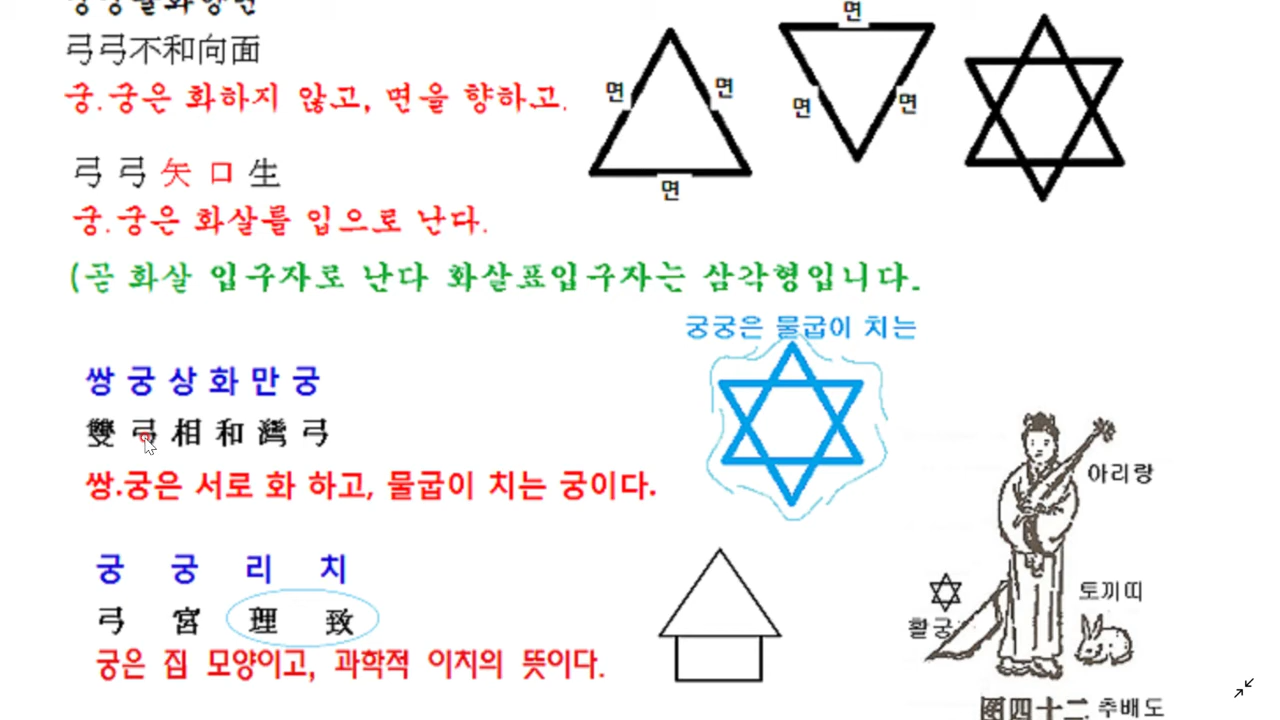 弓弓不和向面
궁.궁은 화하지 않고, 면을 향하고.
면
면
면
면
면
면
弓 弓 矢 口 生
궁.궁은 화살를 입으로 난다.
(곧 화살 입구자로 난다 화살표입구자는 삼각형입니다.
궁궁은 물굽이 치는
쌍 궁 상 화 만 궁
雙 弓 相 和 灣 弓
쌍.궁은 서로 화 하고, 물굽이 치는 궁이다.
아리랑
궁 궁 리 치
弓 宮 理 致
궁은 집 모양이고, 과학적 이치의 뜻이다.
토끼띠
활궁
圖四十二 추배도